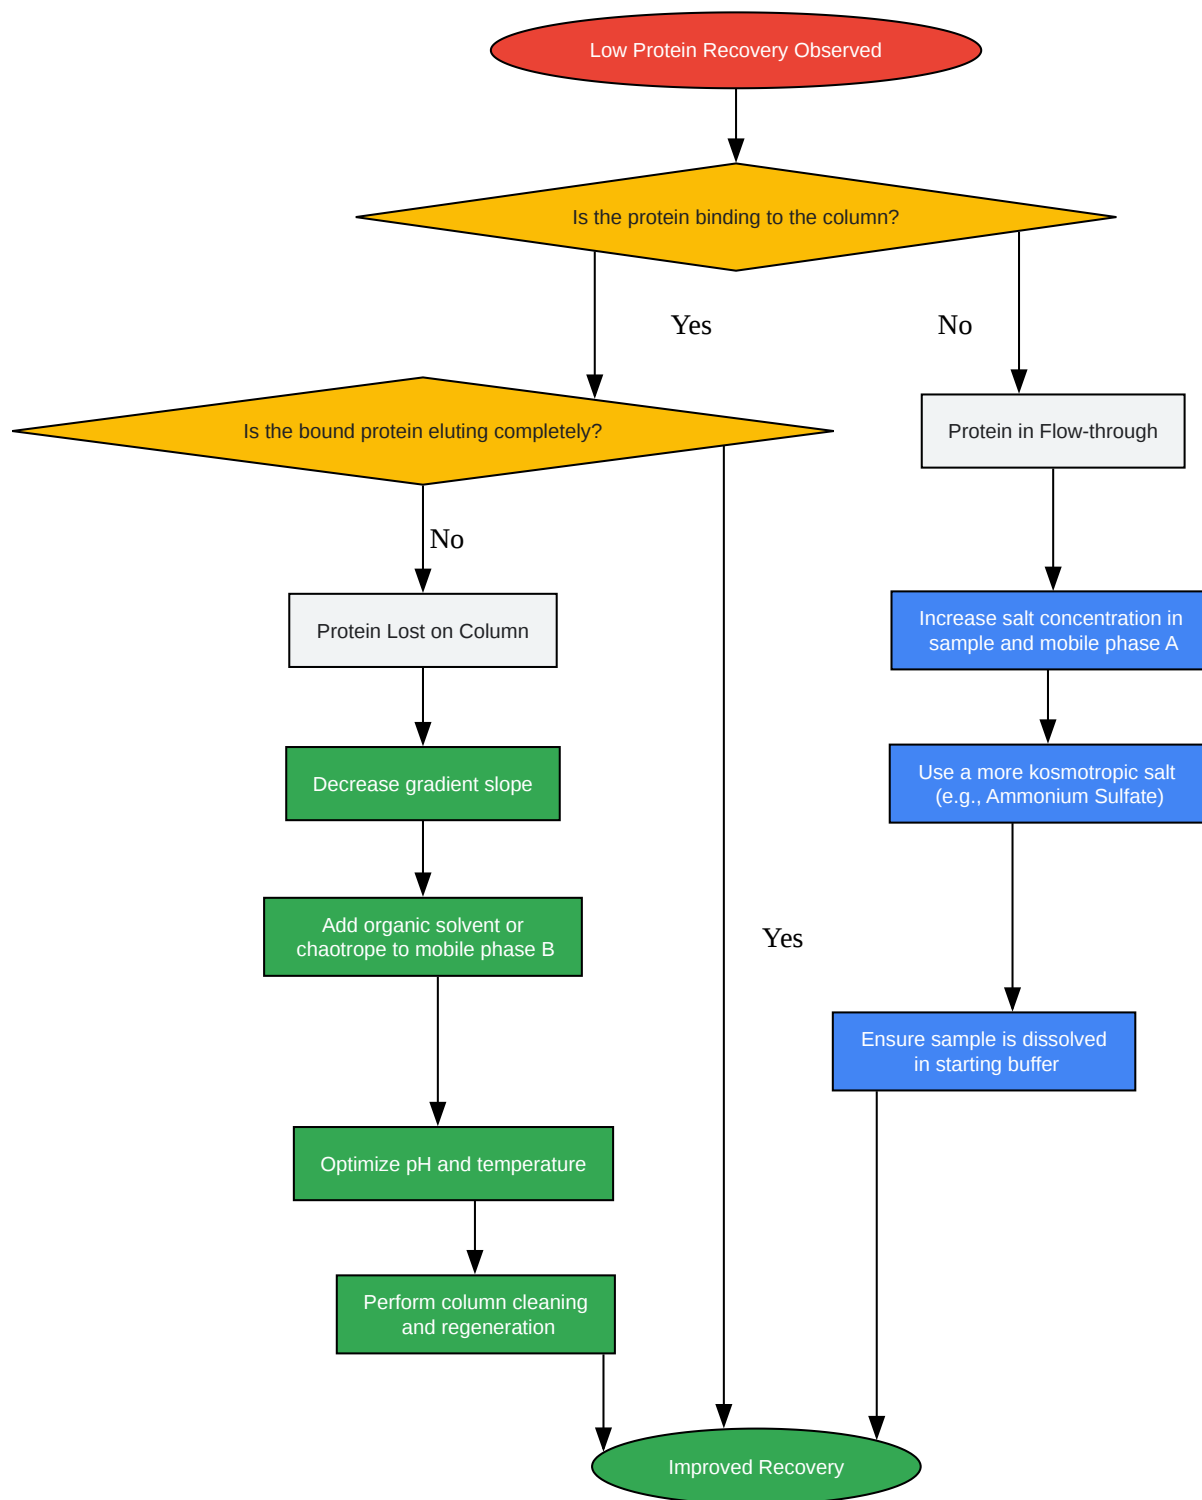 Low Protein Recovery Observed
Is the protein binding to the column?
Yes
No
Is the bound protein eluting completely?
Protein in Flow-through
No
Protein Lost on Column
Increase salt concentration in
sample and mobile phase A
Decrease gradient slope
Use a more kosmotropic salt
(e.g., Ammonium Sulfate)
Add organic solvent or
chaotrope to mobile phase B
Yes
Ensure sample is dissolved
in starting buffer
Optimize pH and temperature
Perform column cleaning
and regeneration
Improved Recovery